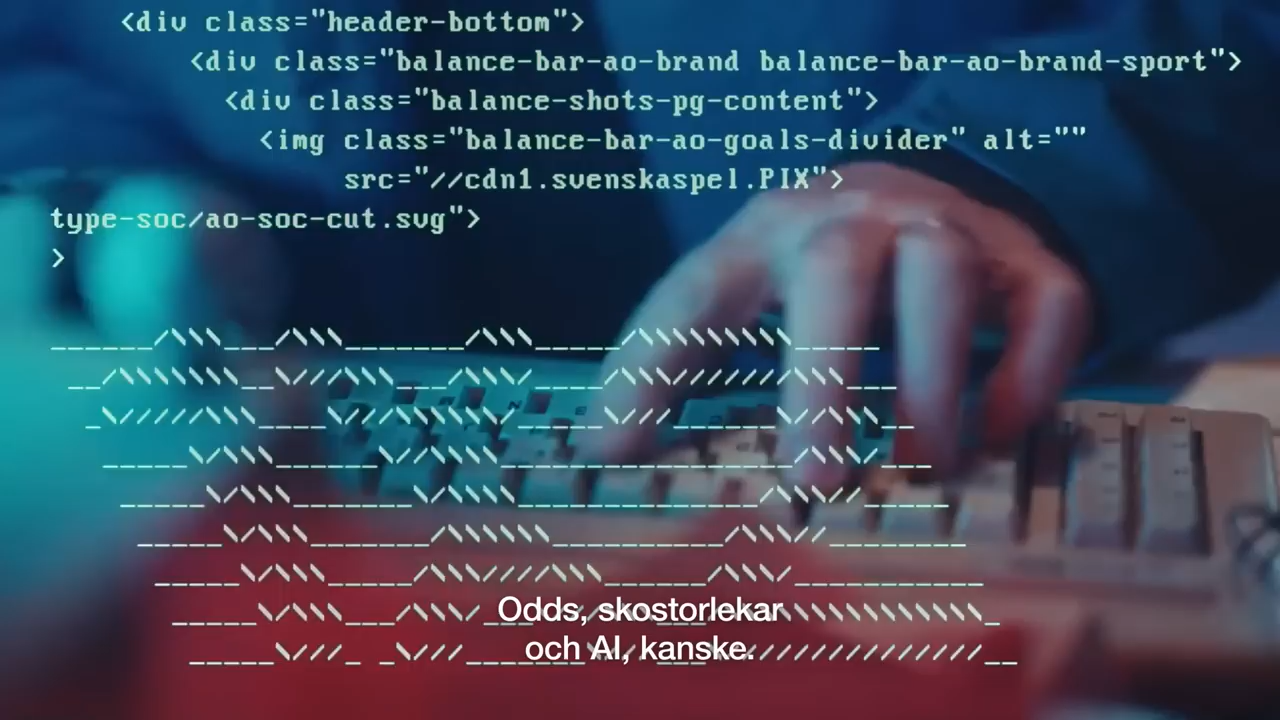 <div class="header-bottom">
<div class="balance-bar-ao-brand balance-bar-ao-brand-sport">
<div class="balance-shots-pg-content">
<img class="balance-bar-ao-goals-divider" alt=""
src="//cdn1.svenskaspel.PIX">
type-soc/ao-soc-cut.svg">
>
Odds, skostorlekar
och AI, kanske.